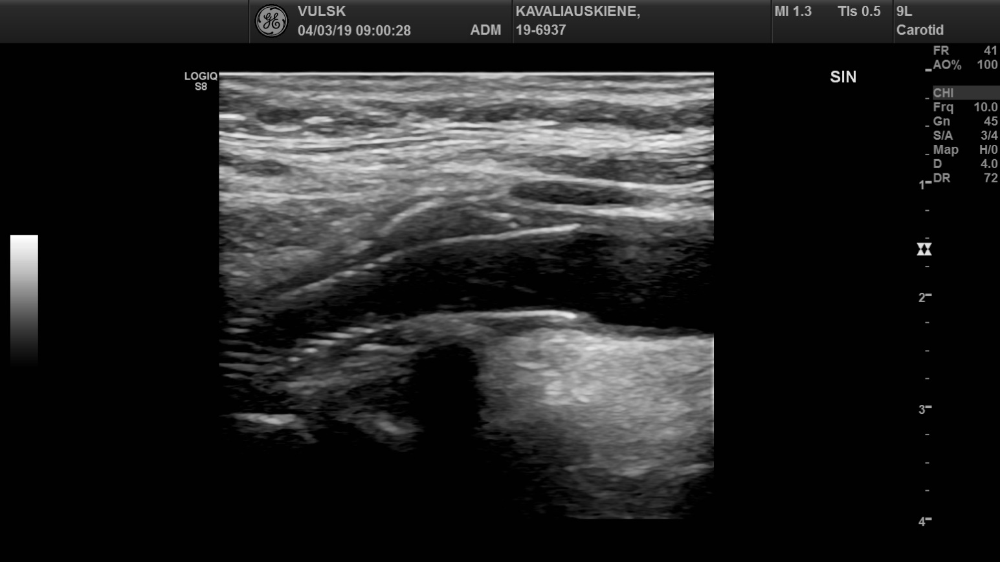 VULSK
04/03/19 09:00:28 ADM
KAVALIAUSKIENE,
19-6937
MI 1.3 TIs 0.5
9L
Carotid
LOGIQ
S8
SIN
FR 41
AO% 100
CHI
Frq 10.0
Gn 45
S/A 3/4
Map H/0
D 4.0
DR 72
1
2
3
4